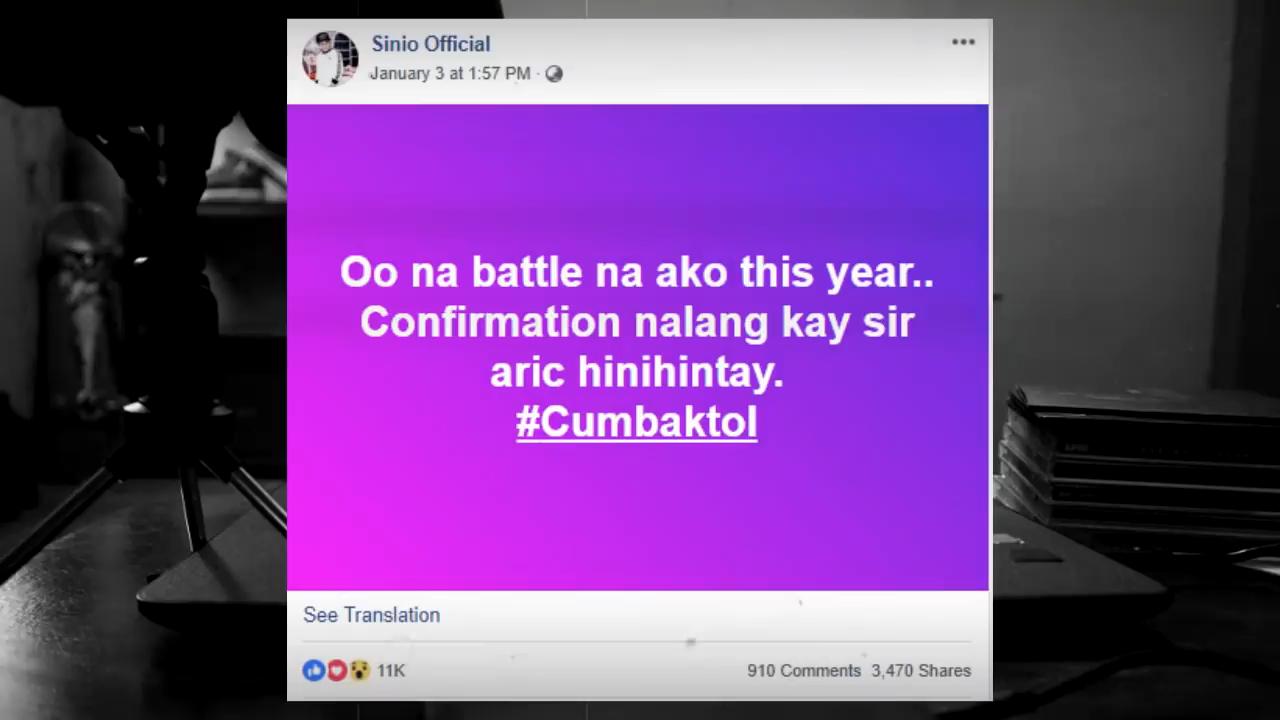 Sinio Official
January 3 at 1:57 PM ·
Oo na battle na ako this year..
Confirmation nalang kay sir
aric hinihintay.
#Cumbaktol
See Translation
11K 910 Comments 3,470 Shares